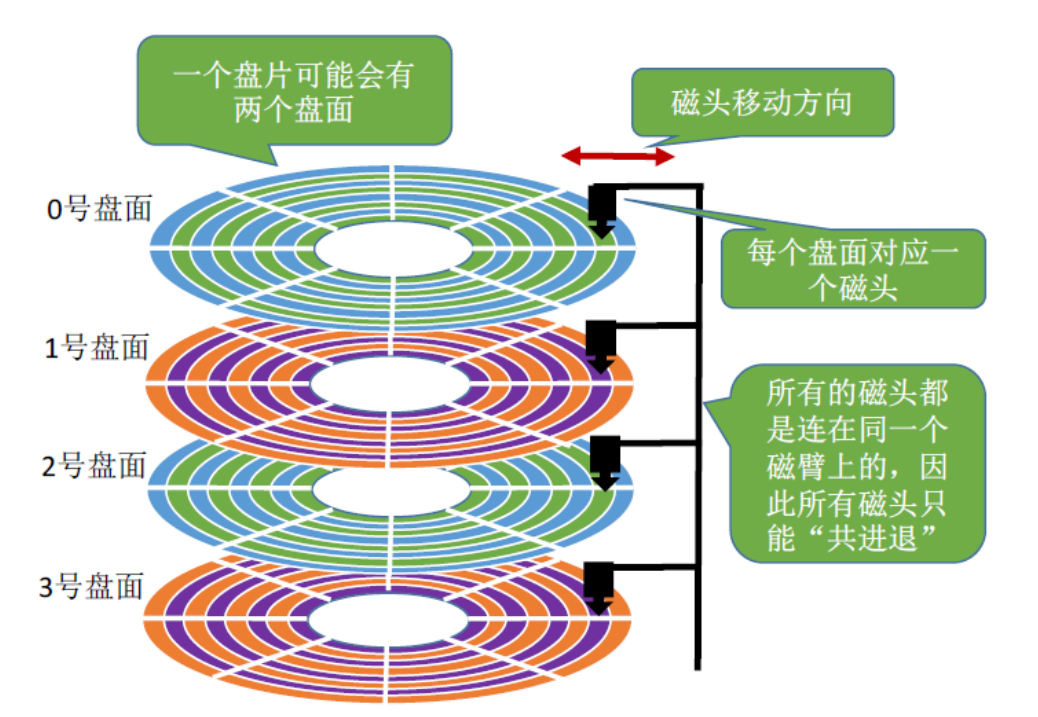 一个盘片可能会有
两个盘面
磁头移动方向
0号盘面
每个盘面对应一
个磁头
1号盘面
所有的磁头都
是连在同一个
磁臂上的，因
此所有磁头只
能“共进退”
2号盘面
3号盘面